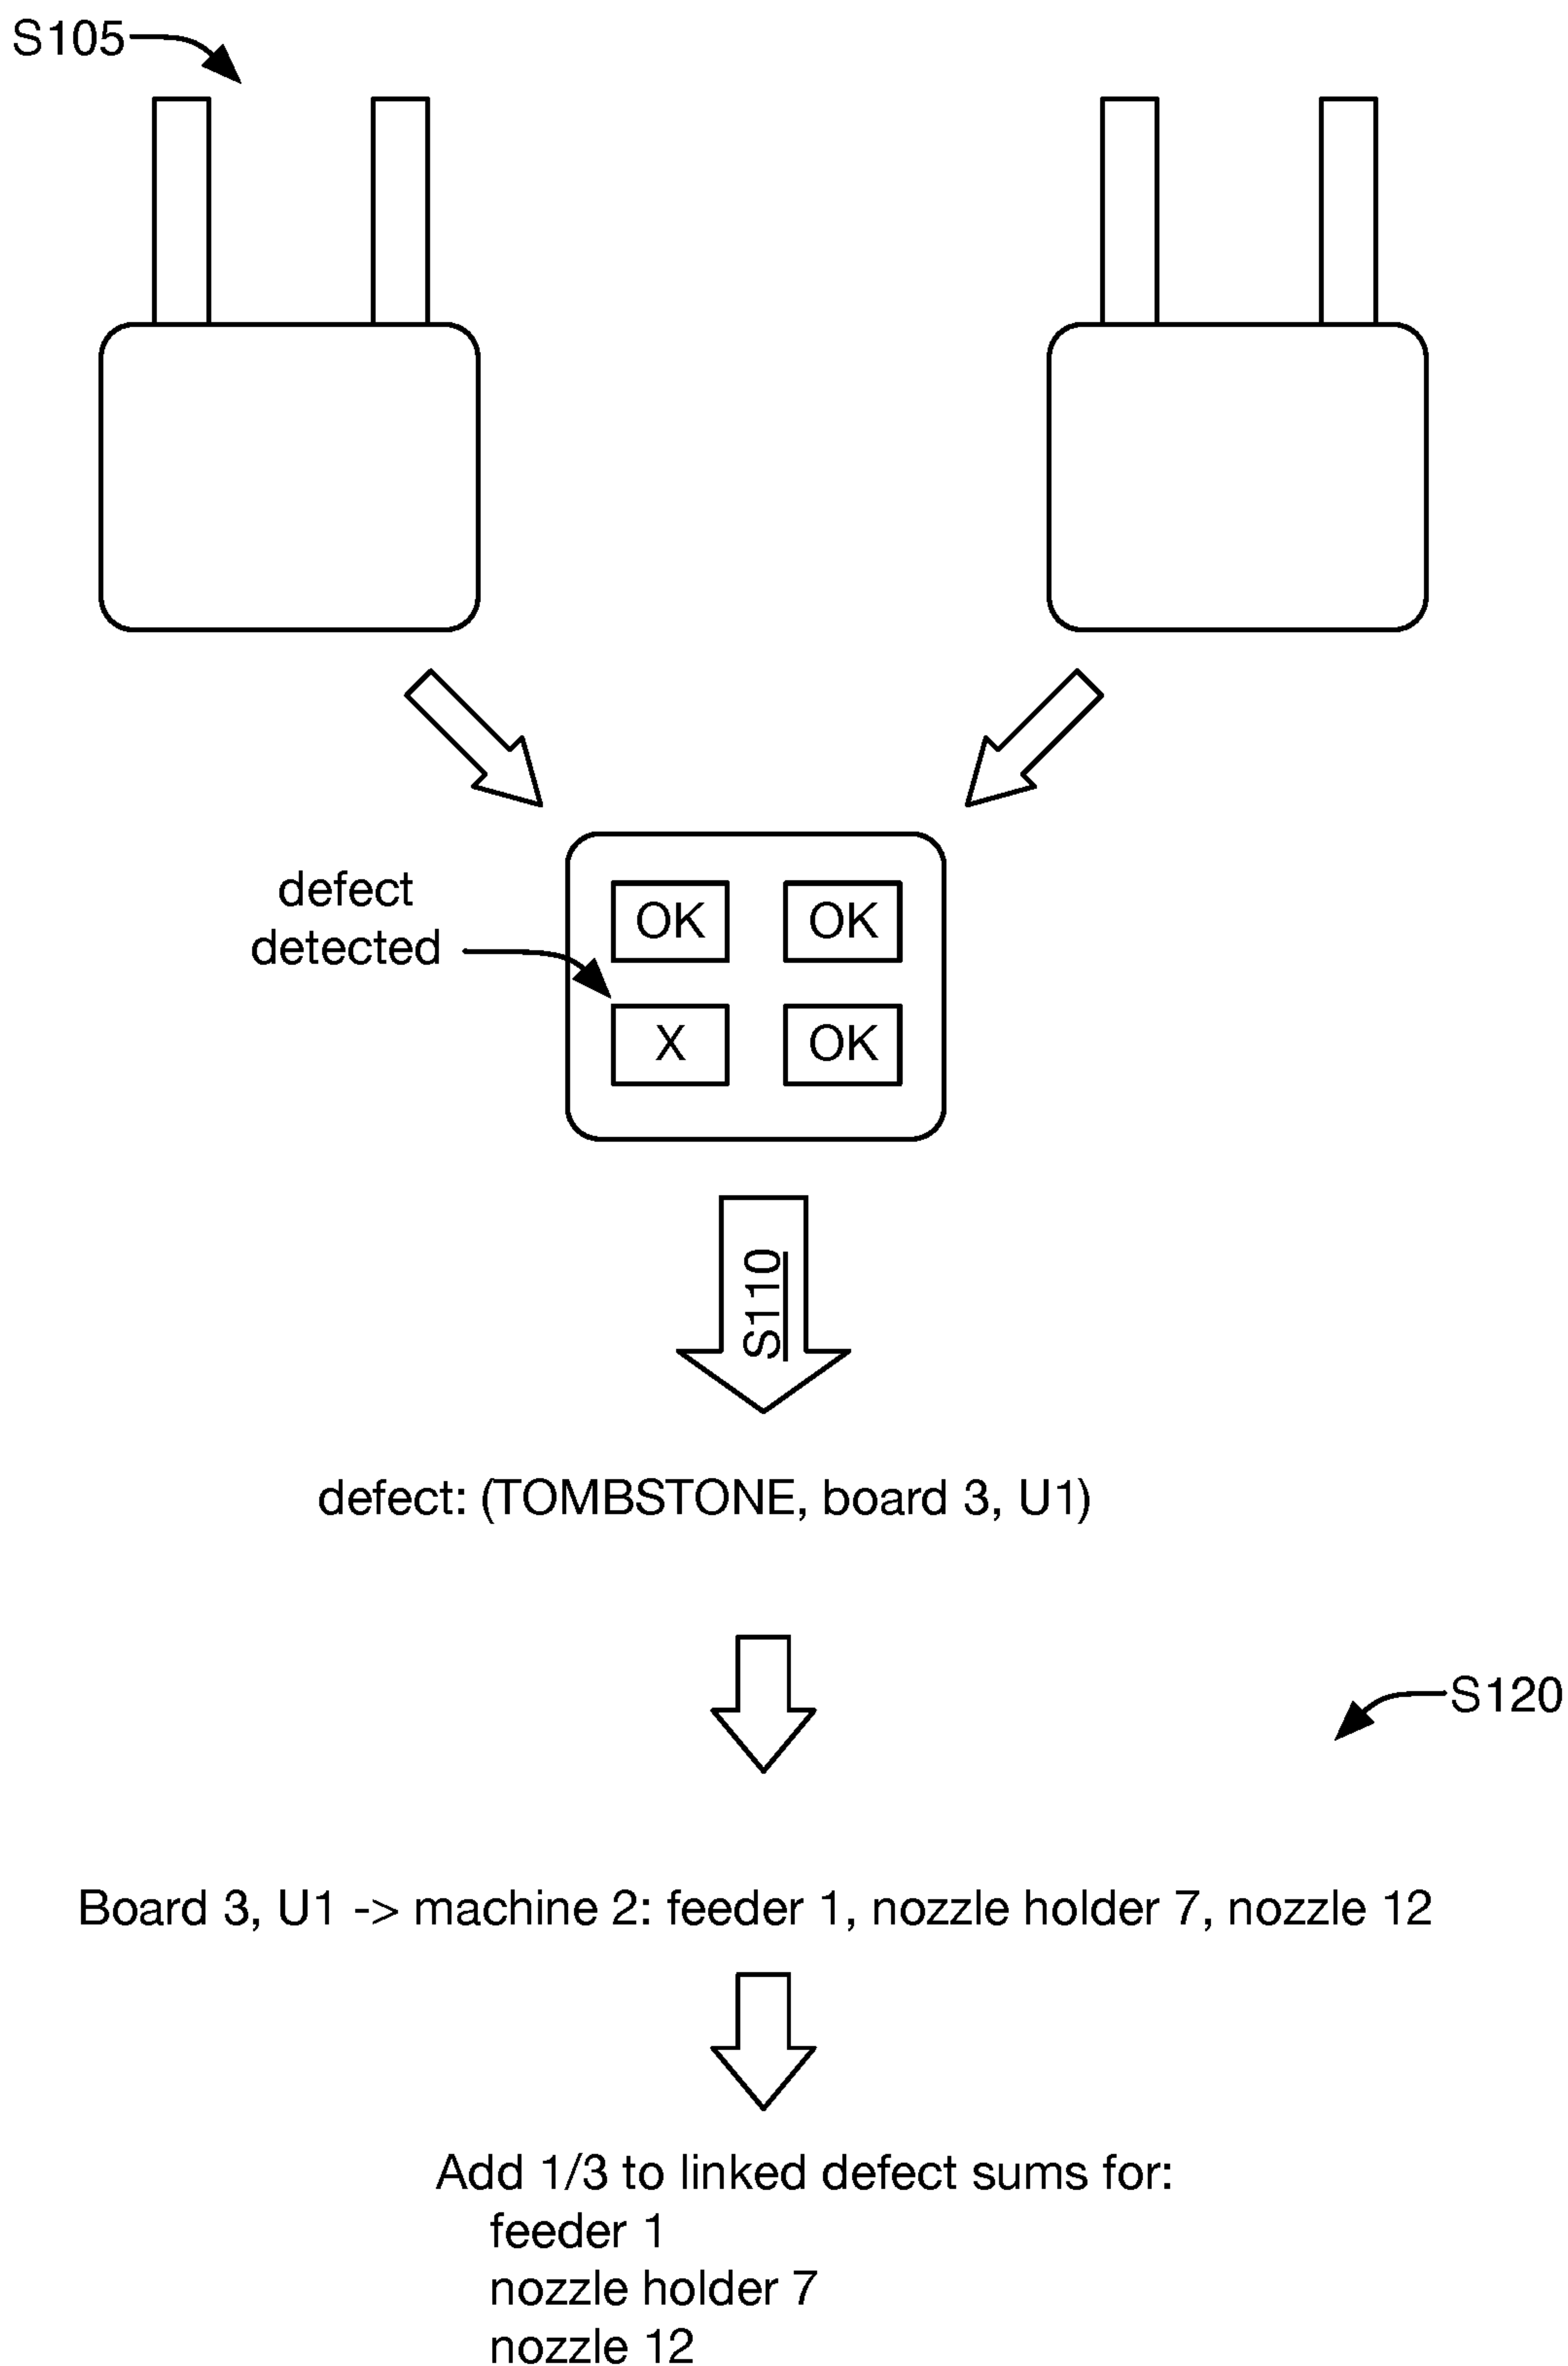 S105
defect
detected
OK OK
X OK
S110
defect: (TOMBSTONE, board 3, U1)
S120
Board 3, U1 -> machine 2: feeder 1, nozzle holder 7, nozzle 12
Add 1/3 to linked defect sums for:
feeder 1
nozzle holder 7
nozzle 12